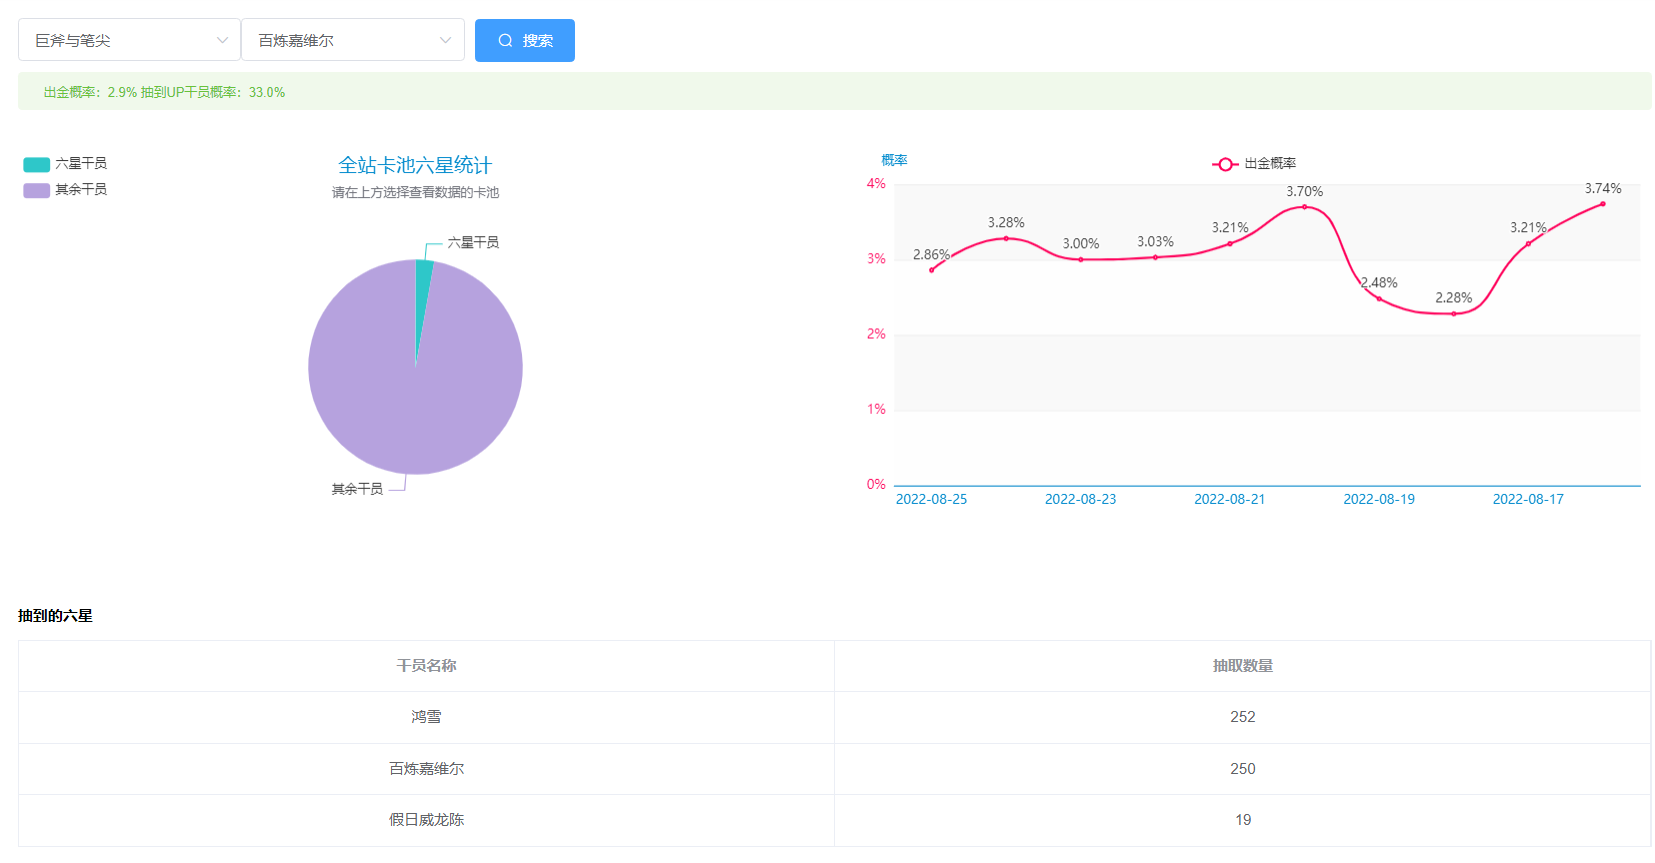 巨斧与笔尖
百炼嘉维尔
搜索
出金概率：2.9% 抽到UP干员概率：33.0%
六星干员
其余干员
全站卡池六星统计
请在上方选择查看数据的卡池
六星干员
其余干员
概率
出金概率
4%
3%
2%
1%
0%
2.86%
3.28%
3.00%
3.03%
3.21%
3.70%
2.48%
2.28%
3.21%
3.74%
2022-08-25
2022-08-23
2022-08-21
2022-08-19
2022-08-17
抽到的六星
干员名称 抽取数量
鸿雪 252
百炼嘉维尔 250
假日威龙陈 19